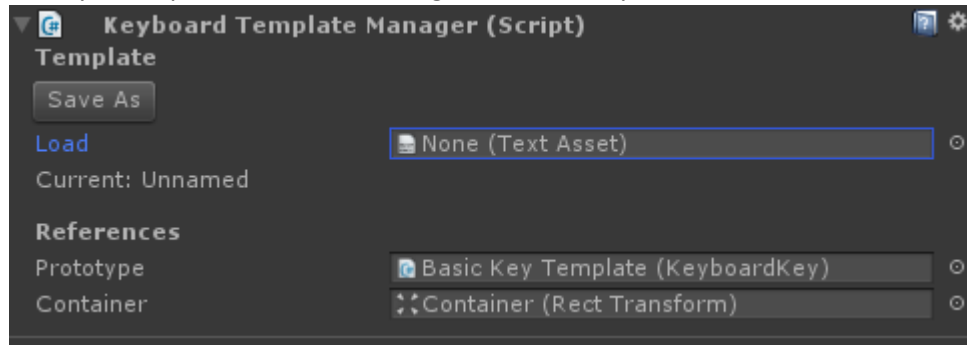 Keyboard Template Manager (Script)
Template
Save As
Load None (Text Asset)
Current: Unnamed
References
Prototype Basic Key Template (KeyboardKey)
Container Container (Rect Transform)